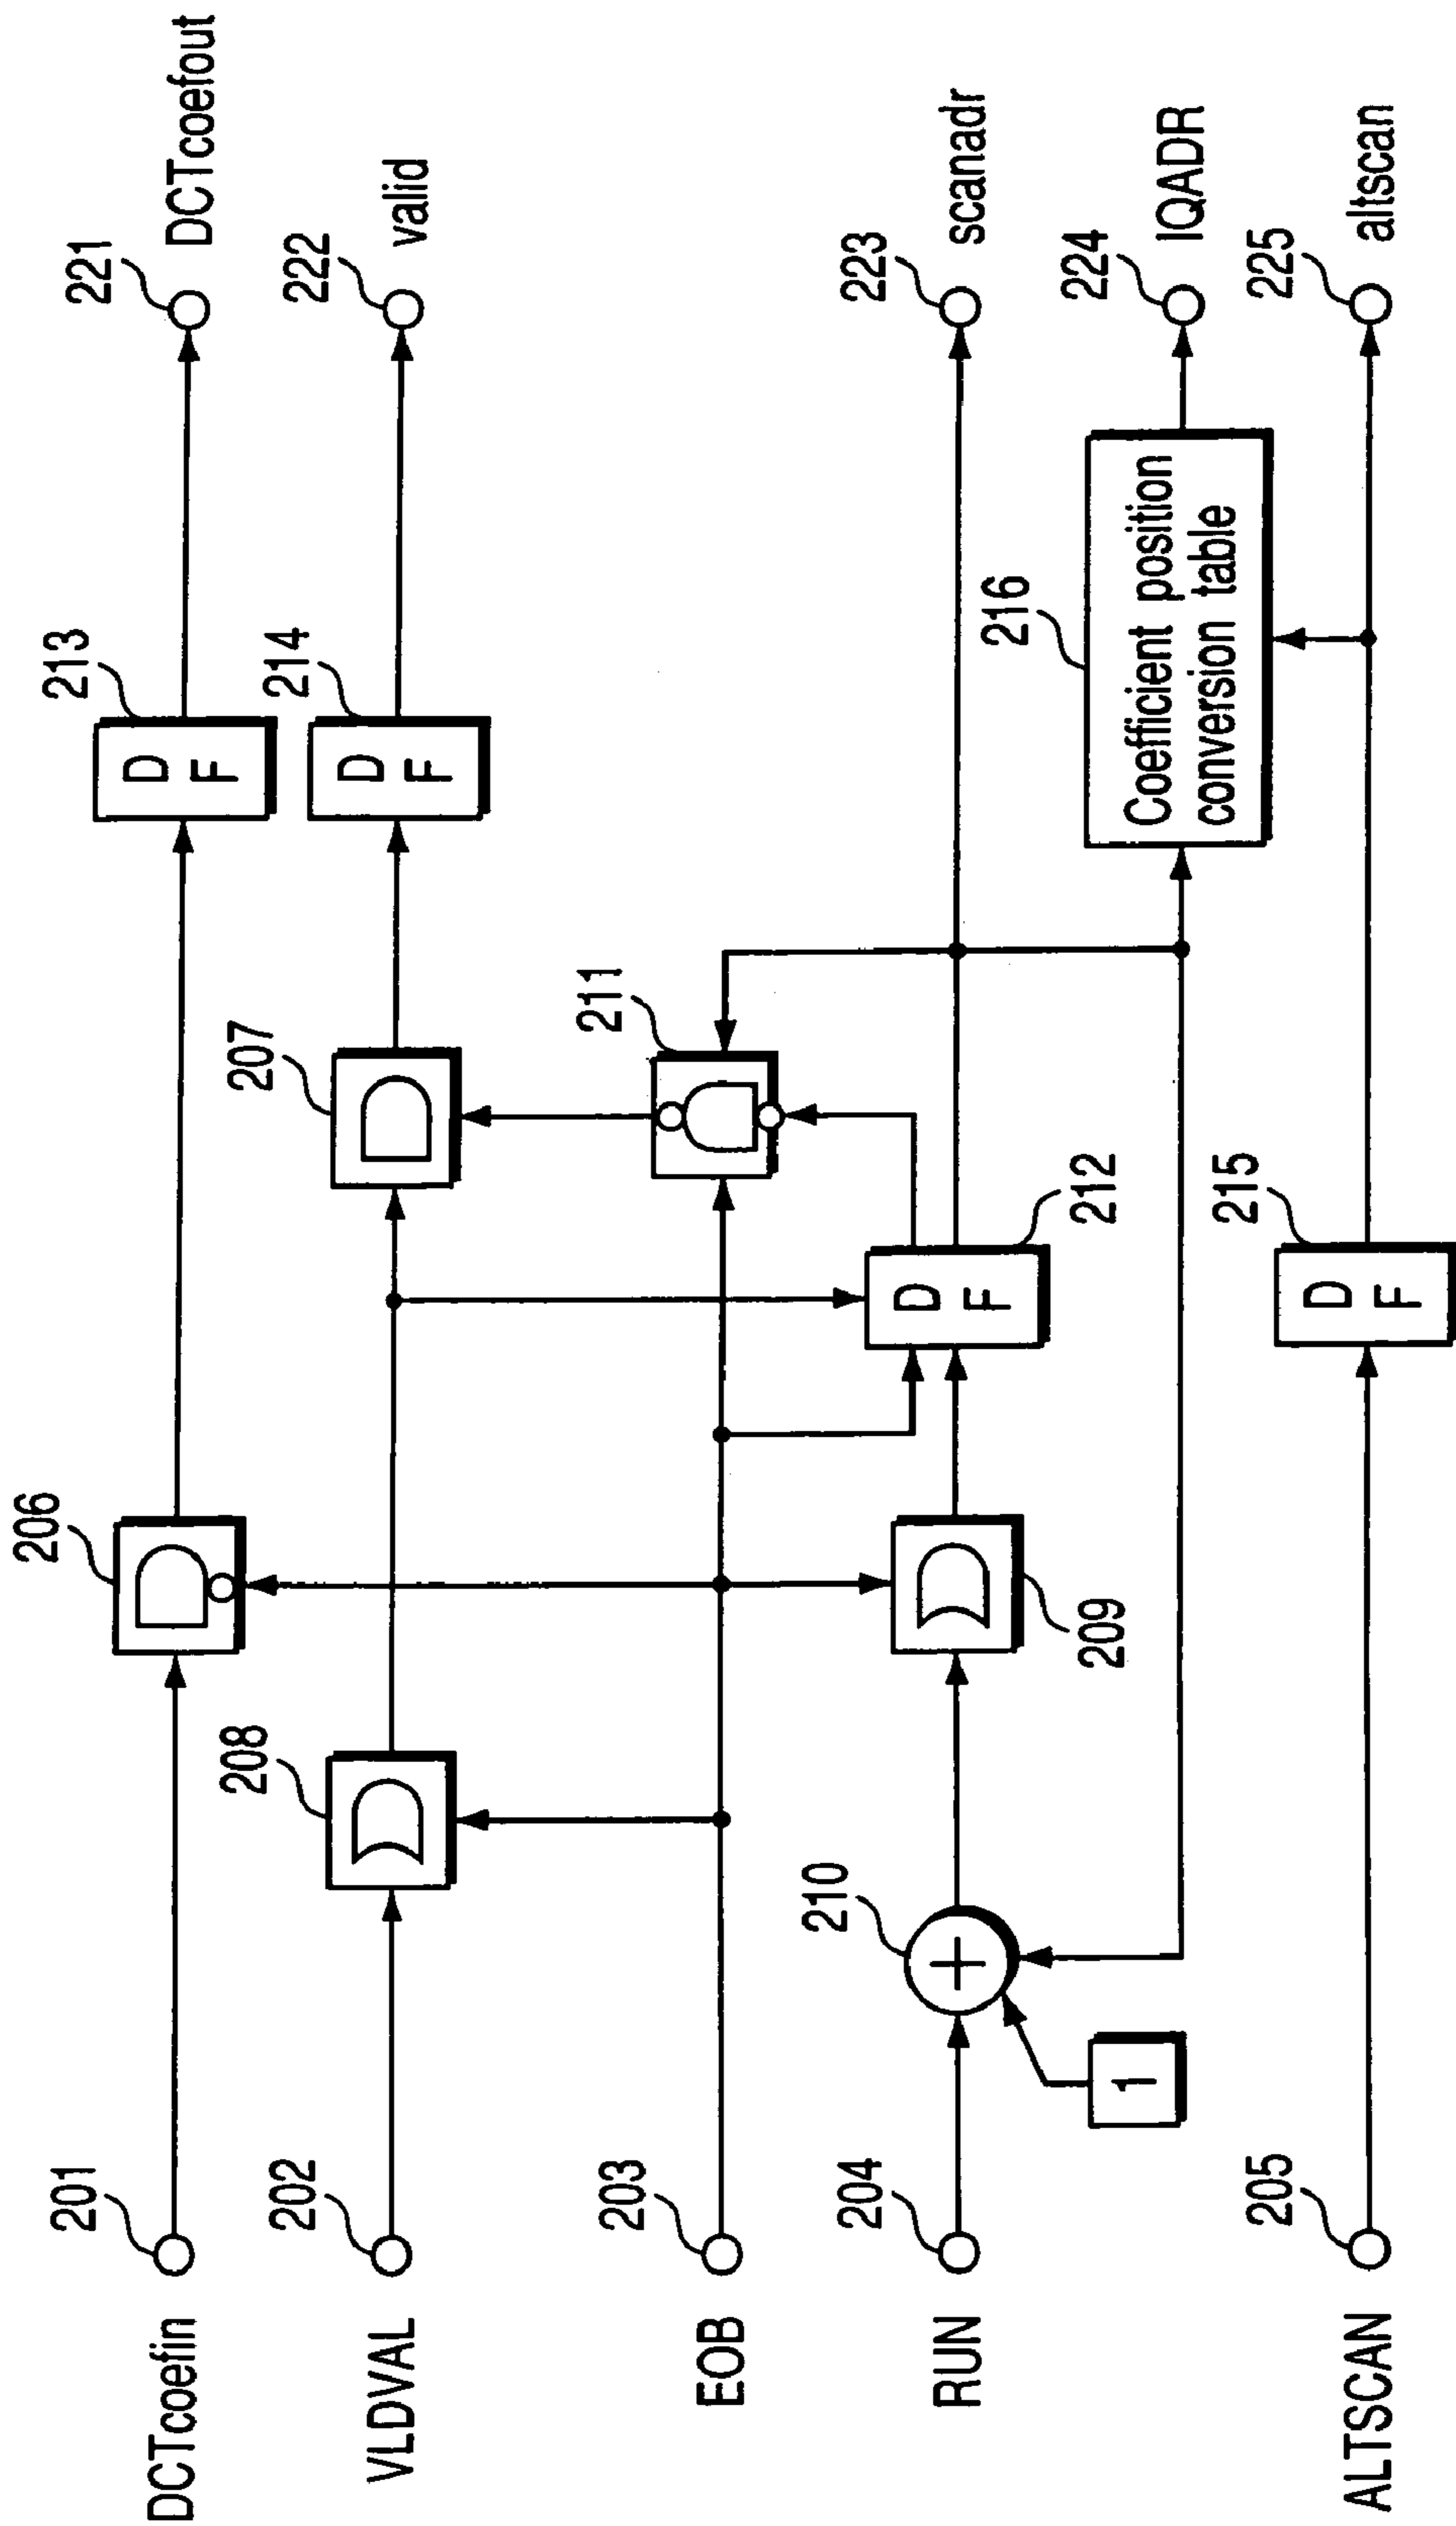 DCTcoefin
201
206
213
221
DCTcoefout
VLDVAL
202
208
207
D
F
214
D
F
222
valid
EOB
203
211
RUN
204
210
+
1
209
212
D
F
223
scanadr
216
Coefficient position
conversion table
224
IQADR
ALTSCAN
205
215
D
F
225
altscan